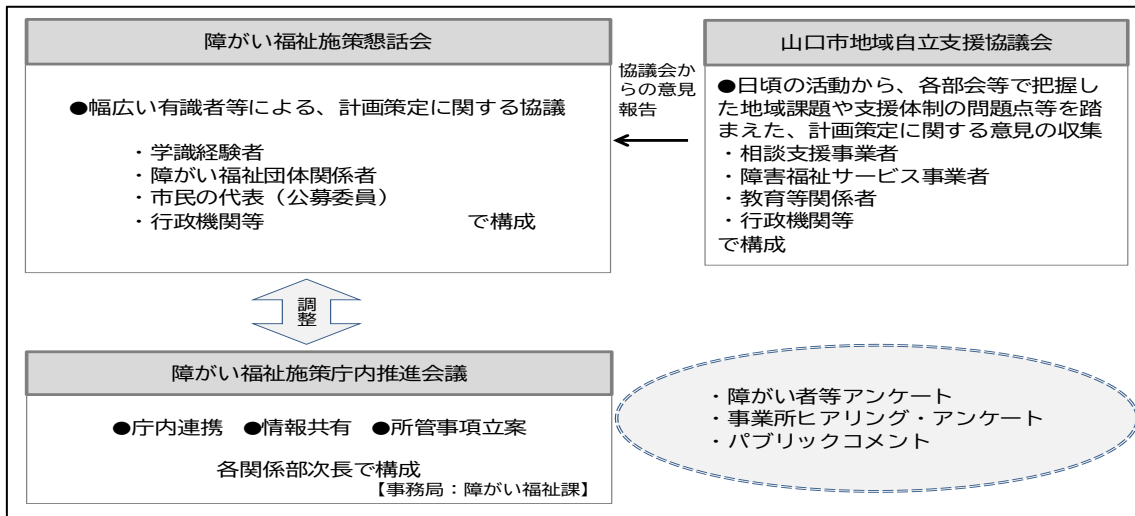 障がい福祉施策懇話会
●幅広い有識者等による、計画策定に関する協議
・学識経験者
・障がい福祉団体関係者
・市民の代表（公募委員）
・行政機関等　で構成
協議会か
らの意見
報告
山口市地域自立支援協議会
●日頃の活動から、各部会等で把握し
た地域課題や支援体制の問題点等を踏
まえた、計画策定に関する意見の収集
・相談支援事業者
・障害福祉サービス事業者
・教育等関係者
・行政機関等
で構成
調
整
障がい福祉施策庁内推進会議
●庁内連携　●情報共有　●所管事項立案
各関係部次長で構成
【事務局：障がい福祉課】
・障がい者等アンケート
・事業所ヒアリング・アンケート
・パブリックコメント